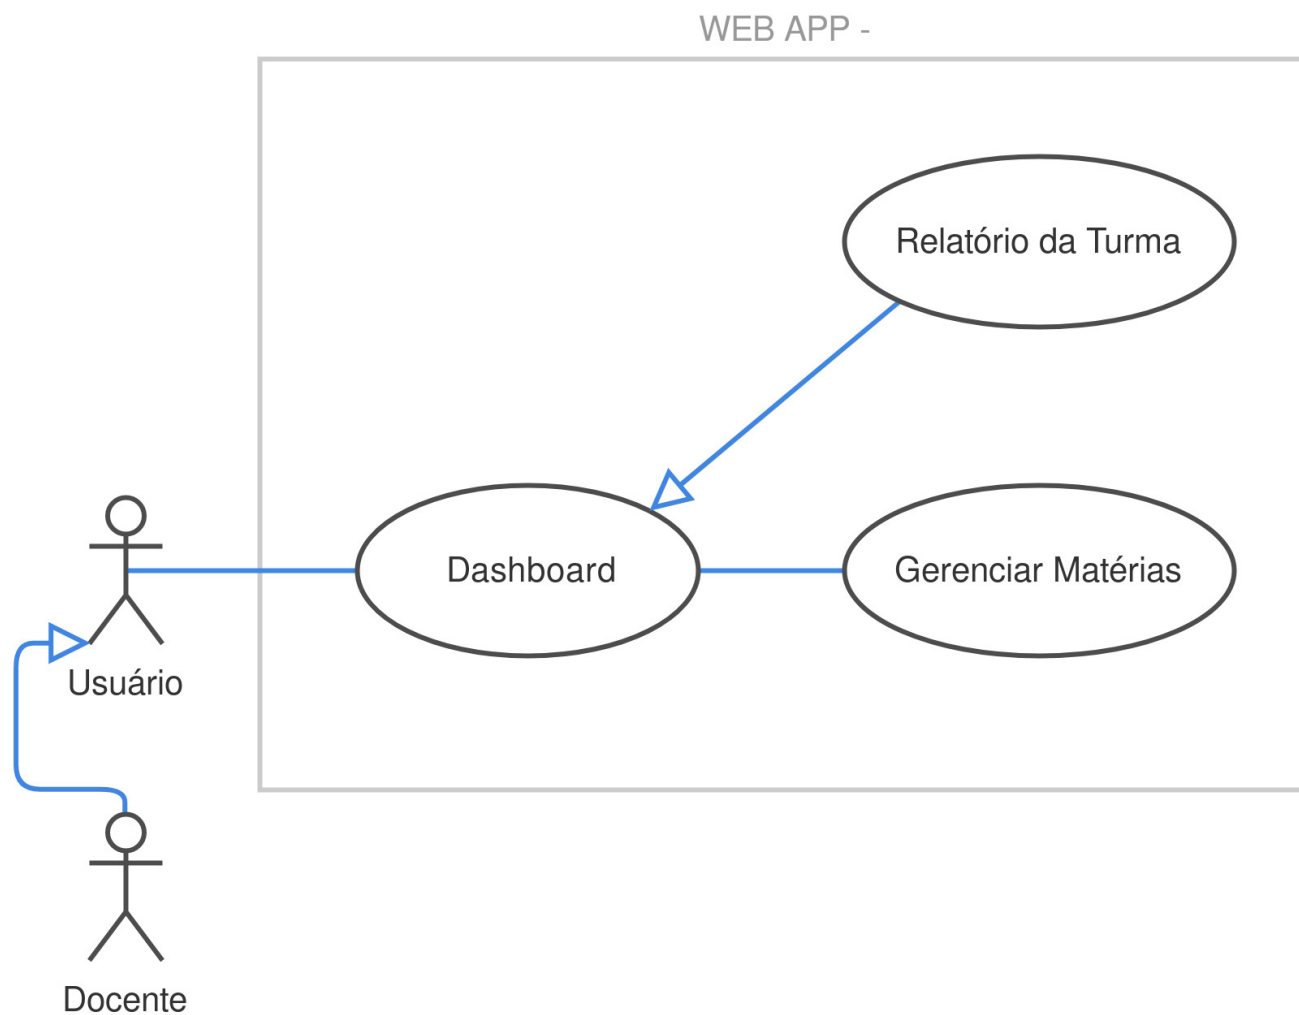 WEB APP -
Relatório da Turma
Dashboard
Gerenciar Matérias
Usuário
Docente